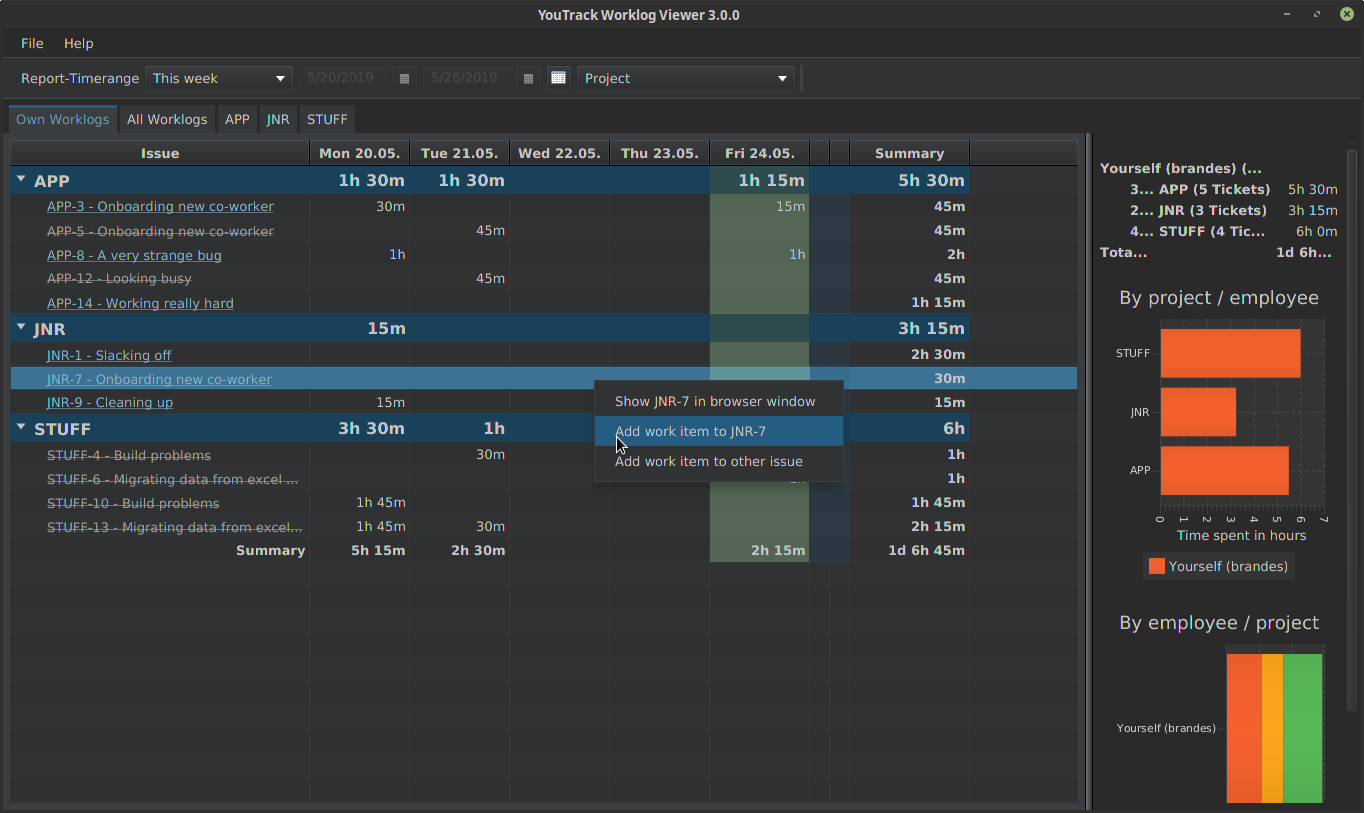 YouTrack Worklog Viewer 3.0.0
File Help
Report-Timerange This week 5/20/2019 5/26/2019 Project
Own Worklogs All Worklogs APP JNR STUFF
Issue Mon 20.05. Tue 21.05. Wed 22.05. Thu 23.05. Fri 24.05. Summary
APP 1h 30m 1h 30m 1h 15m 5h 30m
APP-3 - Onboarding new co-worker 30m 15m 45m
APP-5 - Onboarding new co-worker 45m 45m
APP-8 - A very strange bug 1h 1h 2h
APP-12 - Looking busy 45m 45m
APP-14 - Working really hard 1h 15m
JNR 15m 3h 15m
JNR-1 - Slacking off 2h 30m
JNR-7 - Onboarding new co-worker 30m
JNR-9 - Cleaning up 15m 15m
STUFF 3h 30m 1h 6h
STUFF-4 - Build problems 30m 1h
STUFF-6 - Migrating data from excel ... 1h
STUFF-10 - Build problems 1h 45m 1h 45m
STUFF-13 - Migrating data from excel... 1h 45m 30m 2h 15m
Summary 5h 15m 2h 30m 2h 15m 1d 6h 45m
Show JNR-7 in browser window
Add work item to JNR-7
Add work item to other issue
Yourself (brandes) (...
3... APP (5 Tickets) 5h 30m
2... JNR (3 Tickets) 3h 15m
4... STUFF (4 Tic... 6h 0m
Tota... 1d 6h...
By project / employee
STUFF
JNR
APP
0 1 2 3 4 5 6 7
Time spent in hours
Yourself (brandes)
By employee / project
Yourself (brandes)